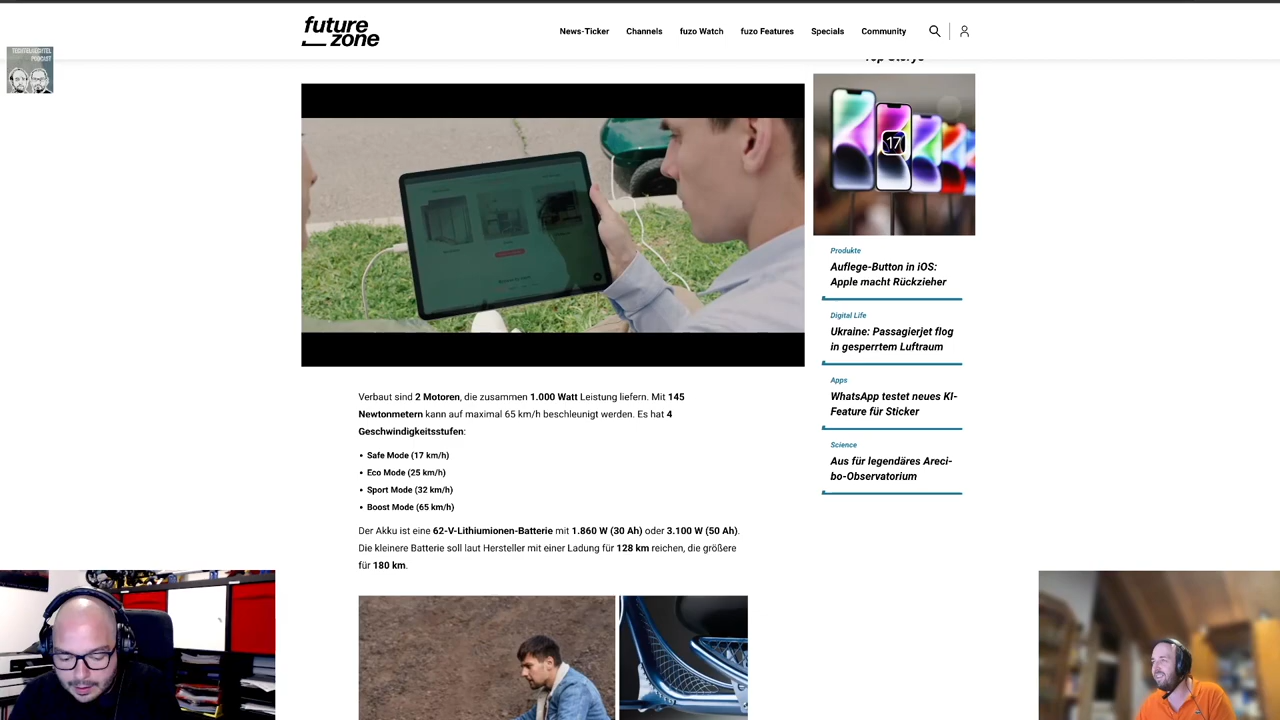 future
zone
News-Ticker Channels fuzo Watch fuzo Features Specials Community
TECHTELMECHTEL
PODCAST
Top Storys
17
Produkte
Auflege-Button in iOS:
Apple macht Rückzieher
Digital Life
Ukraine: Passagierjet flog
in gesperrtem Luftraum
Apps
WhatsApp testet neues KI-
Feature für Sticker
Science
Aus für legendäres Areci-
bo-Observatorium
Verbaut sind 2 Motoren, die zusammen 1.000 Watt Leistung liefern. Mit 145
Newtonmetern kann auf maximal 65 km/h beschleunigt werden. Es hat 4
Geschwindigkeitsstufen:
• Safe Mode (17 km/h)
• Eco Mode (25 km/h)
• Sport Mode (32 km/h)
• Boost Mode (65 km/h)
Der Akku ist eine 62-V-Lithiumionen-Batterie mit 1.860 W (30 Ah) oder 3.100 W (50 Ah).
Die kleinere Batterie soll laut Hersteller mit einer Ladung für 128 km reichen, die größere
für 180 km.